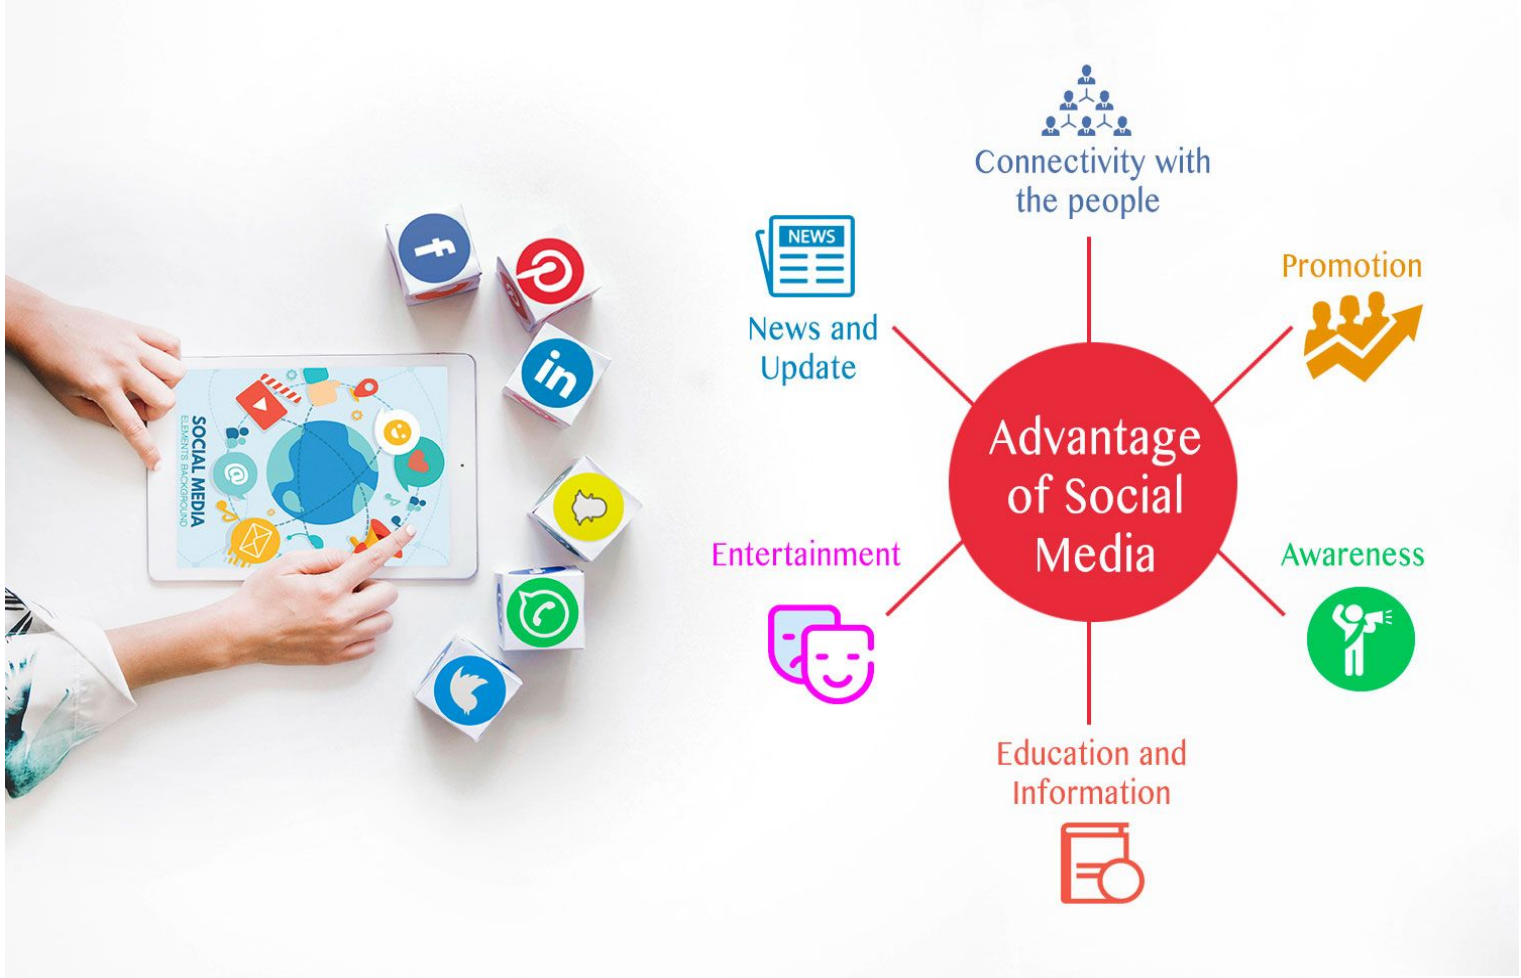 SOCIAL MEDIA
ELEMENTS BACKGROUND
f
in
@
NEWS
News and
Update
Connectivity with
the people
Promotion
Advantage
of Social
Media
Entertainment
Awareness
Education and
Information